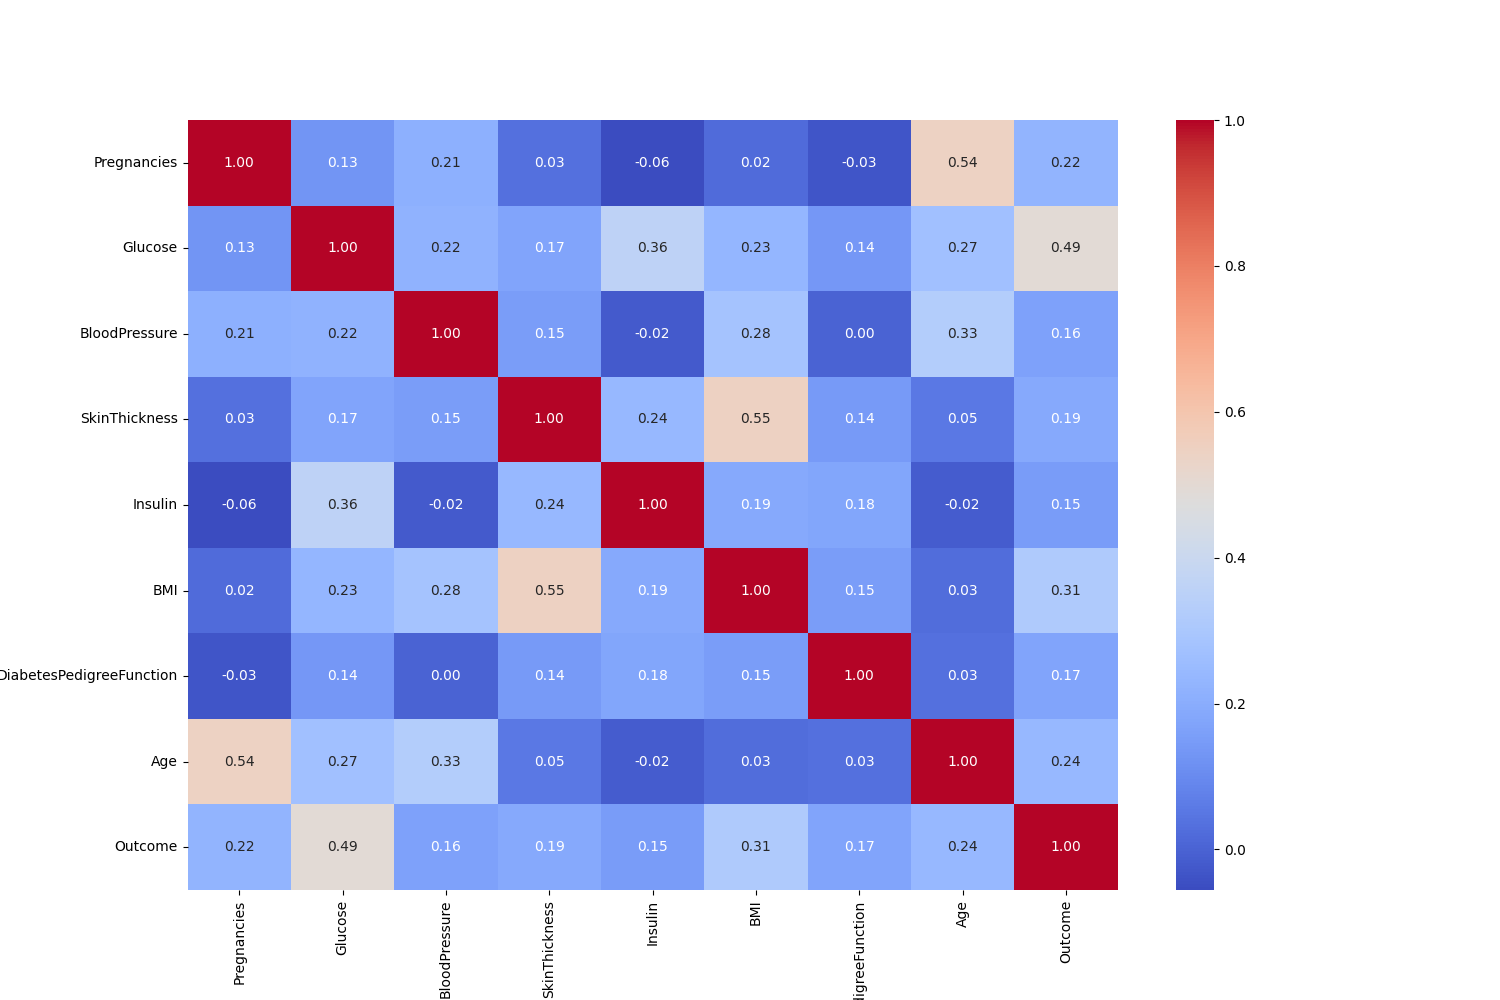 1.0
Pregnancies 1.00 0.13 0.21 0.03 -0.06 0.02 -0.03 0.54 0.22
Glucose 0.13 1.00 0.22 0.17 0.36 0.23 0.14 0.27 0.49
0.8
BloodPressure 0.21 0.22 1.00 0.15 -0.02 0.28 0.00 0.33 0.16
0.6
SkinThickness 0.03 0.17 0.15 1.00 0.24 0.55 0.14 0.05 0.19
Insulin -0.06 0.36 -0.02 0.24 1.00 0.19 0.18 -0.02 0.15
0.4
BMI 0.02 0.23 0.28 0.55 0.19 1.00 0.15 0.03 0.31
DiabetesPedigreeFunction -0.03 0.14 0.00 0.14 0.18 0.15 1.00 0.03 0.17
0.2
Age 0.54 0.27 0.33 0.05 -0.02 0.03 0.03 1.00 0.24
Outcome 0.22 0.49 0.16 0.19 0.15 0.31 0.17 0.24 1.00
0.0
Pregnancies
Glucose
BloodPressure
SkinThickness
Insulin
BMI
digreeFunction
Age
Outcome